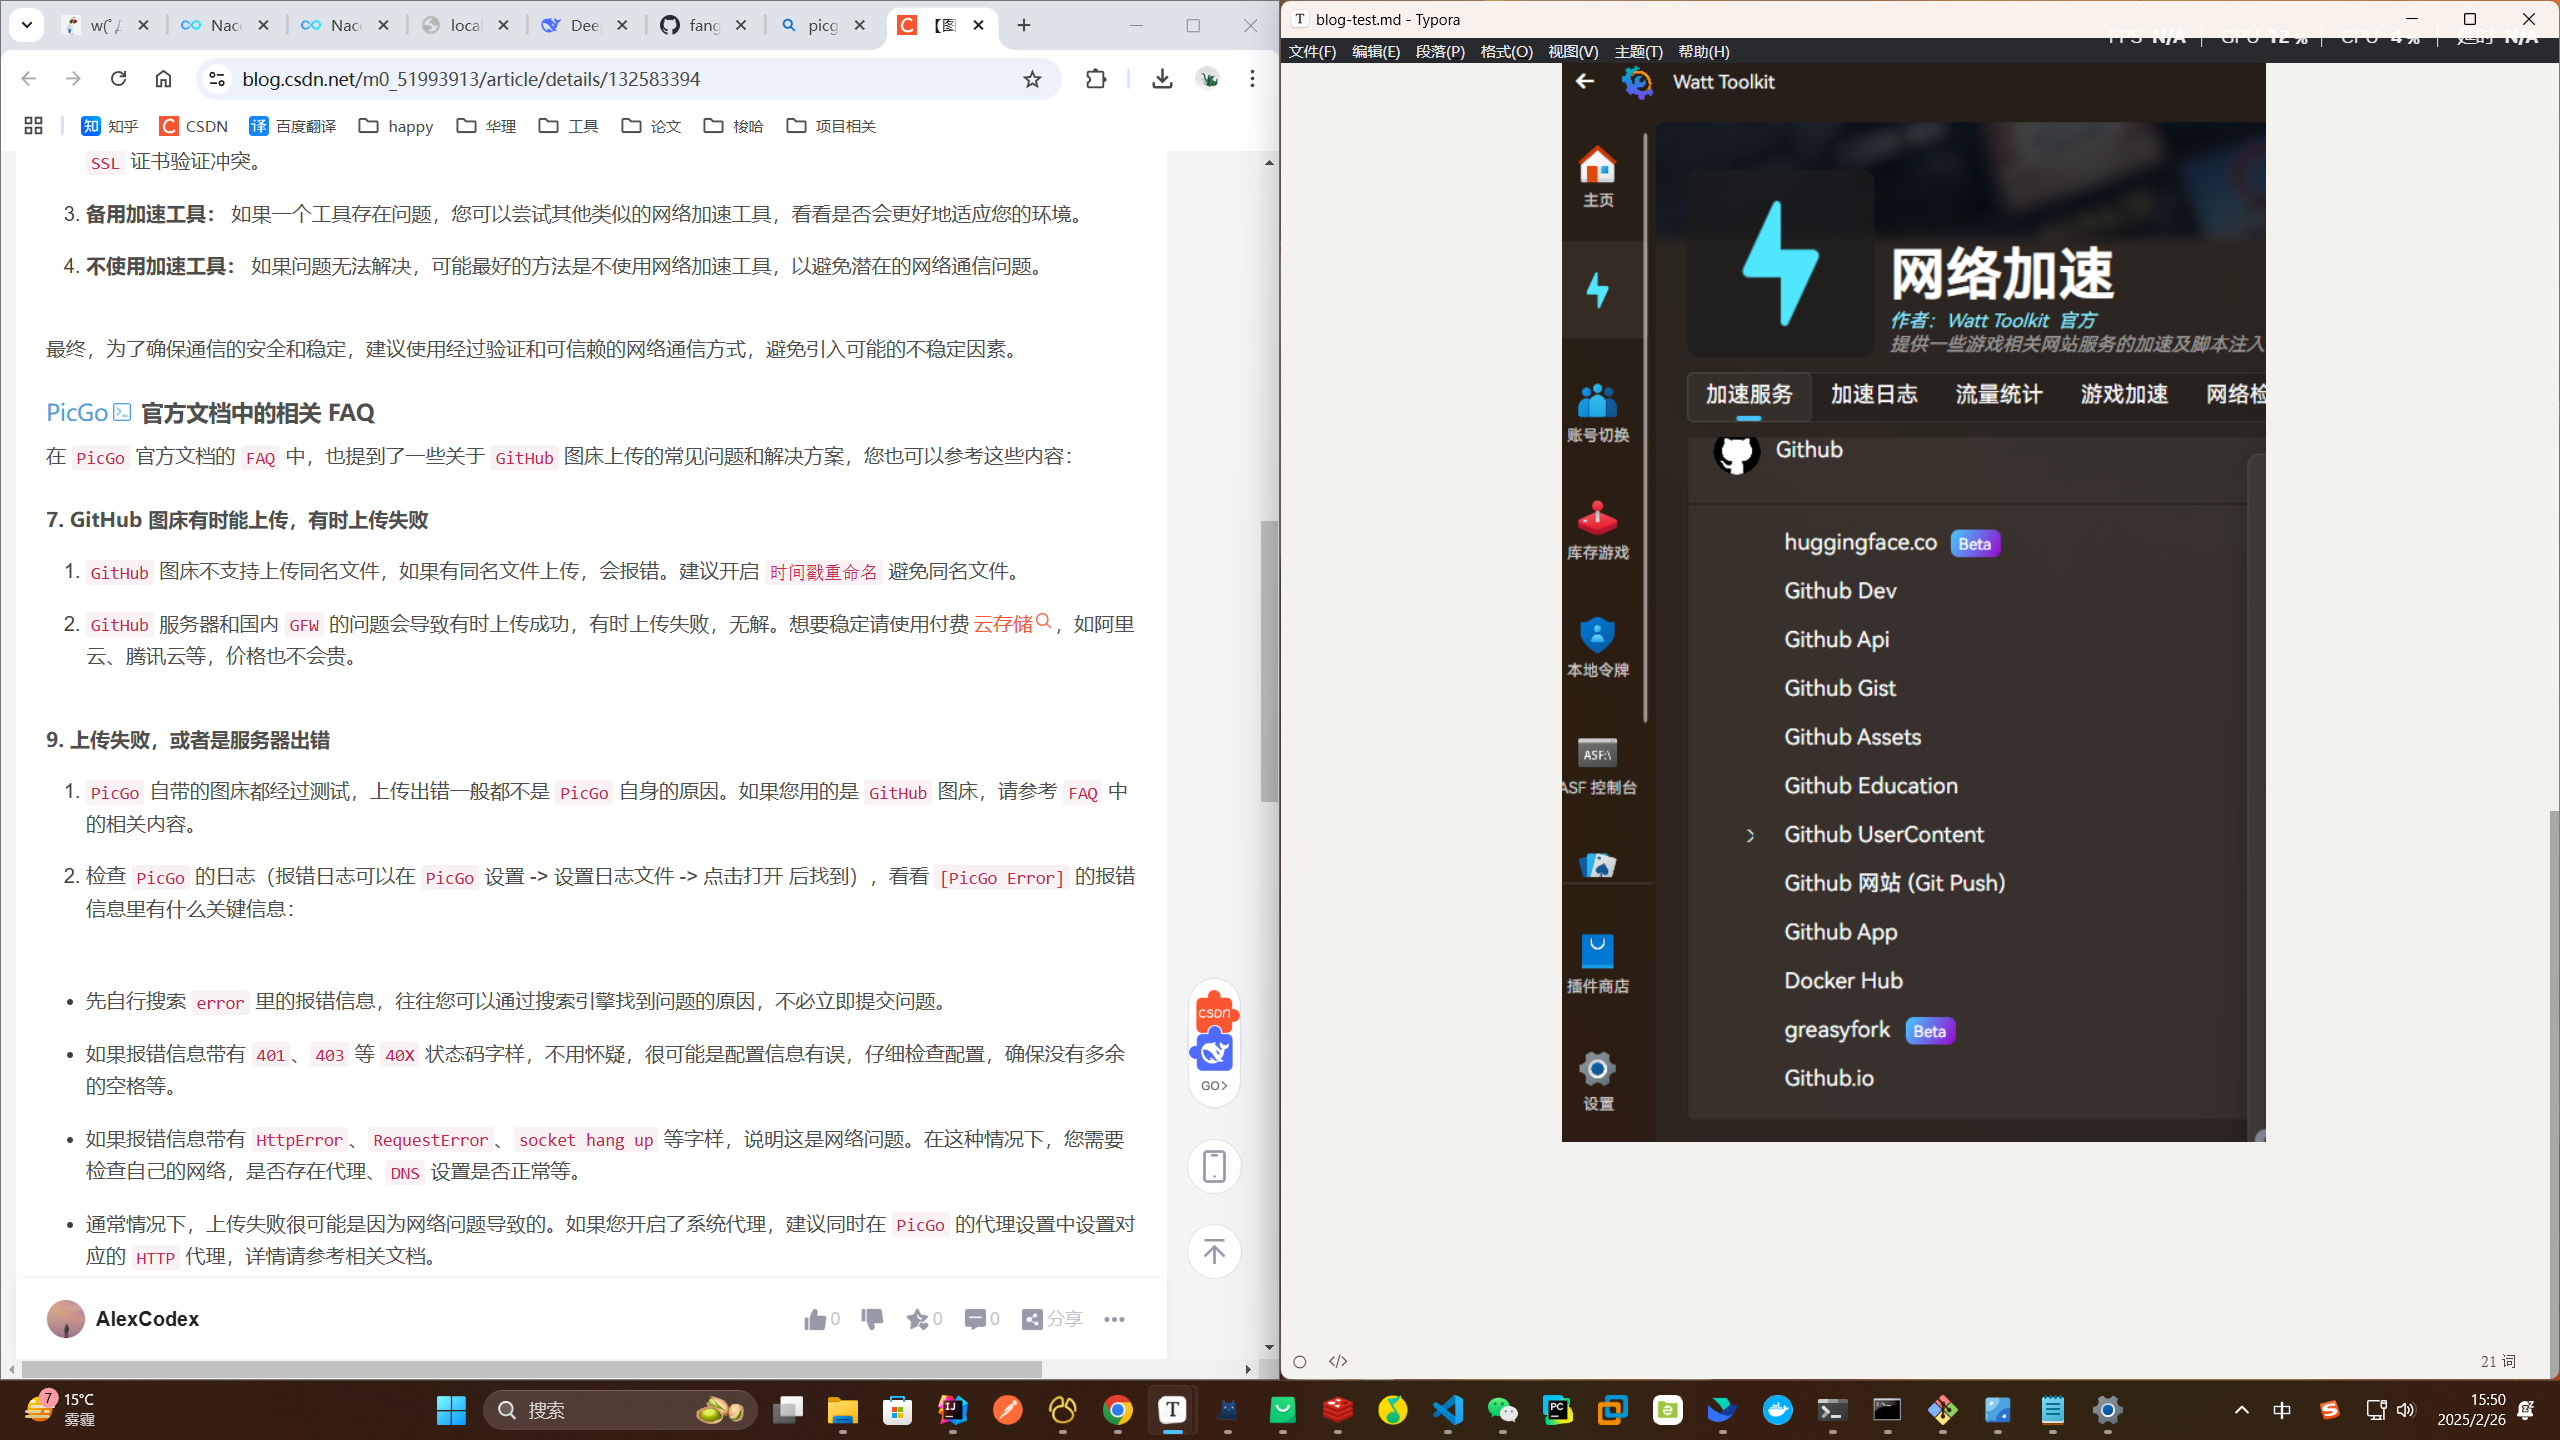 w(ﾟ
Nac
Nac
local
Dee
fang
picg
【图
blog.csdn.net/m0_51993913/article/details/132583394
知乎
CSDN
百度翻译
happy
华理
工具
论文
梭哈
项目相关
SSL 证书验证冲突。
3. 备用加速工具： 如果一个工具存在问题，您可以尝试其他类似的网络加速工具，看看是否会更好地适应您的环境。
4. 不使用加速工具： 如果问题无法解决，可能最好的方法是不使用网络加速工具，以避免潜在的网络通信问题。
最终，为了确保通信的安全和稳定，建议使用经过验证和可信赖的网络通信方式，避免引入可能的不稳定因素。
PicGo 官方文档中的相关 FAQ
在 PicGo 官方文档的 FAQ 中，也提到了一些关于 GitHub 图床上传的常见问题和解决方案，您也可以参考这些内容：
7. GitHub 图床有时能上传，有时上传失败
1. GitHub 图床不支持上传同名文件，如果有同名文件上传，会报错。建议开启 时间戳重命名 避免同名文件。
2. GitHub 服务器和国内 GFW 的问题会导致有时上传成功，有时上传失败，无解。想要稳定请使用付费 云存储，如阿里
云、腾讯云等，价格也不会贵。
9. 上传失败，或者是服务器出错
1. PicGo 自带的图床都经过测试，上传出错一般都不是 PicGo 自身的原因。如果您用的是 GitHub 图床，请参考 FAQ 中
的相关内容。
2. 检查 PicGo 的日志（报错日志可以在 PicGo 设置 -> 设置日志文件 -> 点击打开 后找到），看看 [PicGo Error] 的报错
信息里有什么关键信息：
• 先自行搜索 error 里的报错信息，往往您可以通过搜索引擎找到问题的原因，不必立即提交问题。
• 如果报错信息带有 401、403 等 40X 状态码字样，不用怀疑，很可能是配置信息有误，仔细检查配置，确保没有多余
的空格等。
• 如果报错信息带有 HttpError、RequestError、socket hang up 等字样，说明这是网络问题。在这种情况下，您需要
检查自己的网络，是否存在代理、DNS 设置是否正常等。
• 通常情况下，上传失败很可能是因为网络问题导致的。如果您开启了系统代理，建议同时在 PicGo 的代理设置中设置对
应的 HTTP 代理，详情请参考相关文档。
CSDN
GO>
AlexCodex
0
0
0
分享
T blog-test.md - Typora
FPS N/A GPU 12 % CPU 4 % 延时 N/A
文件(F) 编辑(E) 段落(P) 格式(O) 视图(V) 主题(T) 帮助(H)
Watt Toolkit
主页
账号切换
库存游戏
本地令牌
ASF:\
ASF 控制台
插件商店
设置
网络加速
作者：Watt Toolkit 官方
提供一些游戏相关网站服务的加速及脚本注入
加速服务 加速日志 流量统计 游戏加速 网络检
Github
huggingface.co Beta
Github Dev
Github Api
Github Gist
Github Assets
Github Education
Github UserContent
Github 网站 (Git Push)
Github App
Docker Hub
greasyfork Beta
Github.io
21 词
7
15°C
雾霾
搜索
中
15:50
2025/2/26